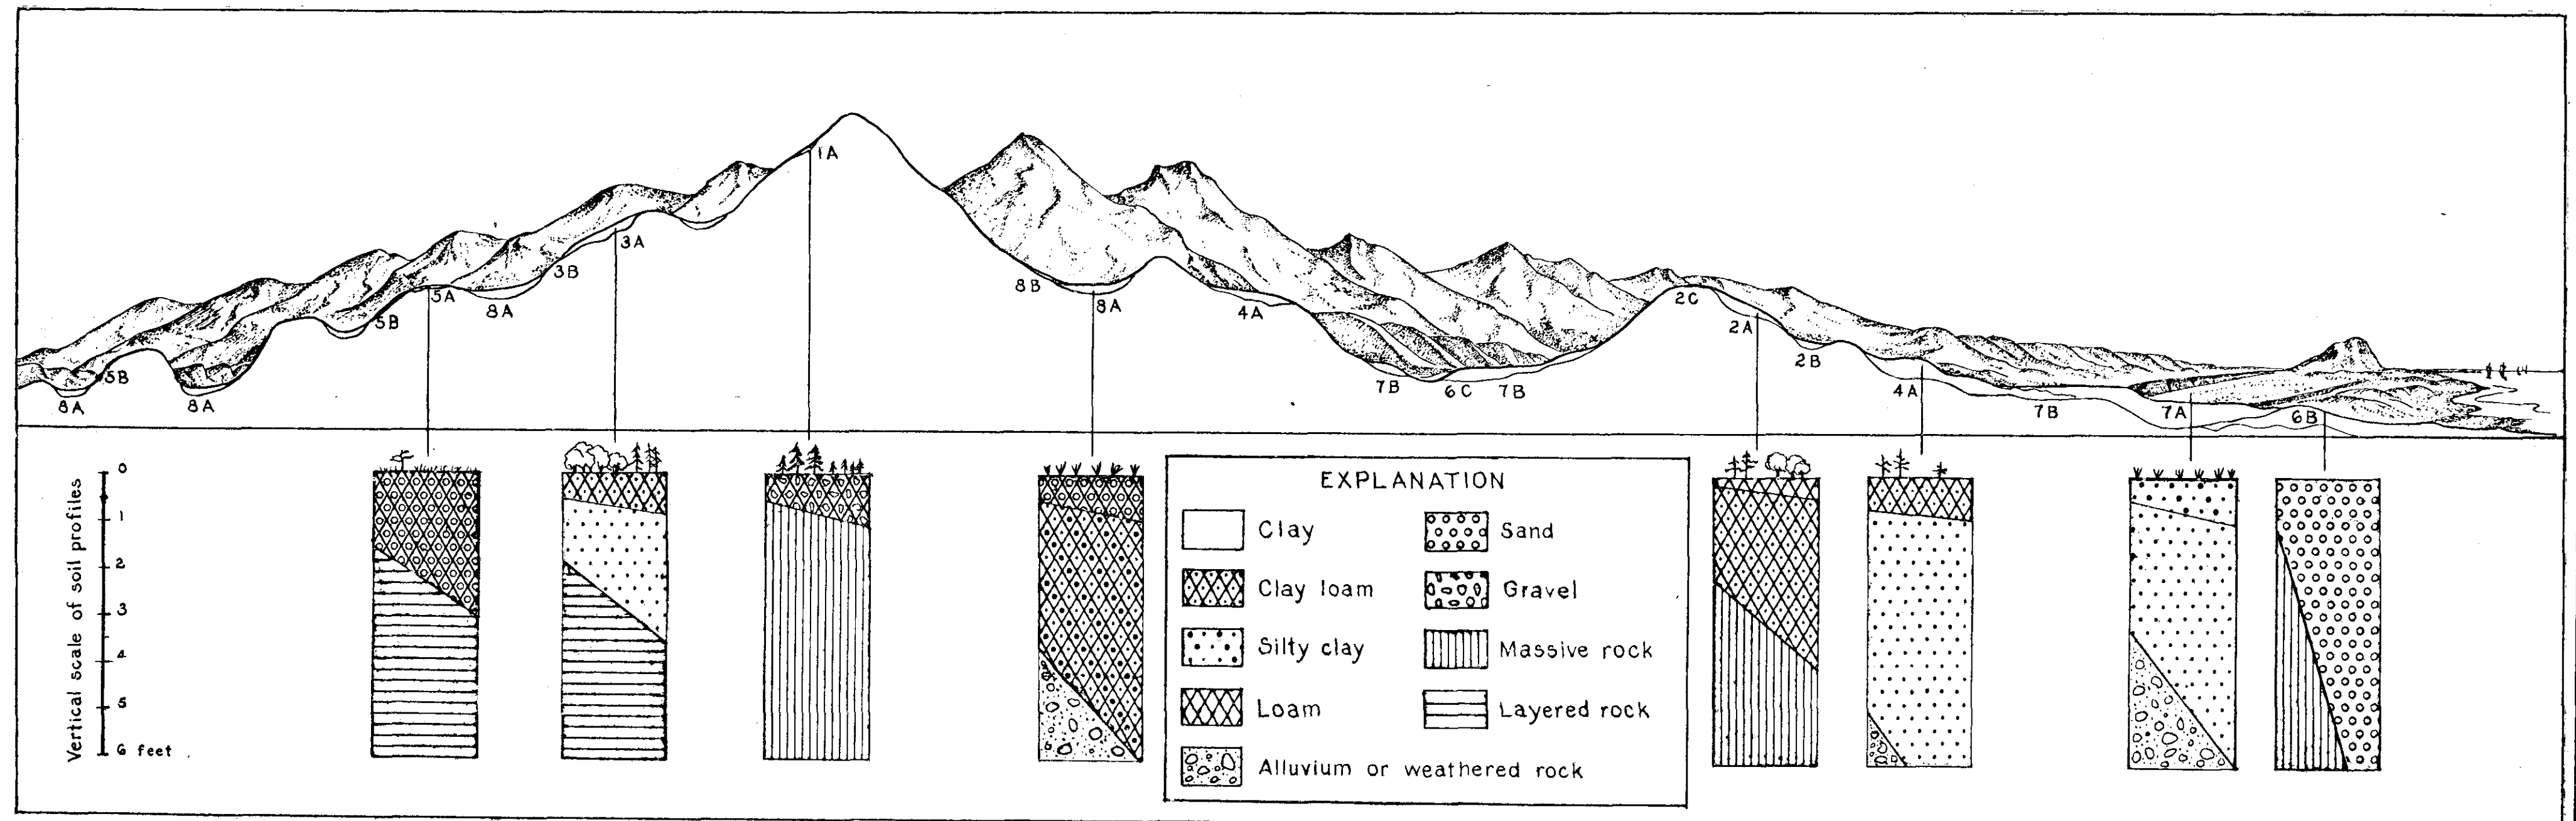 1A
3A
3B
5A
8A
5B
5B
8A
8A
8B
8A
4A
7B
6C
7B
2C
2A
2B
4A
7B
7A
6B
Vertical scale of soil profiles
0
1
2
3
4
5
6 feet
EXPLANATION
Clay
Sand
Clay loam
Gravel
Silty clay
Massive rock
Loam
Layered rock
Alluvium or weathered rock